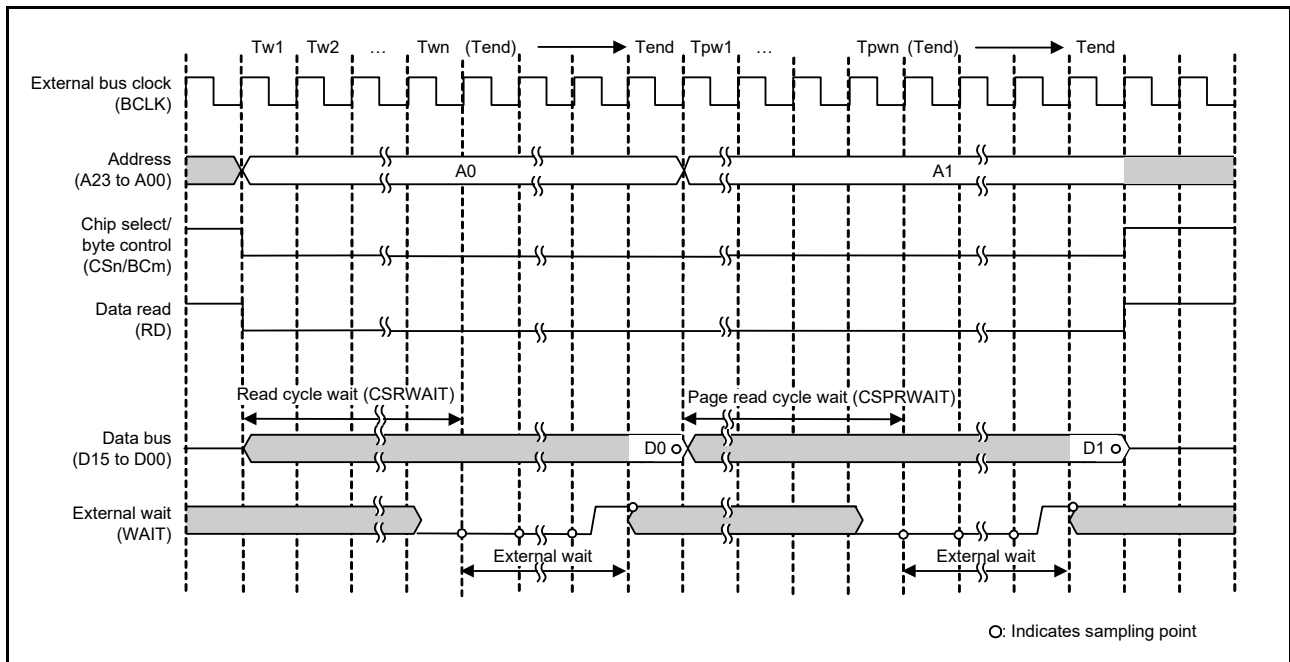 Tw1 Tw2 … Twn (Tend) Tend Tpw1 … Tpwn (Tend) Tend
External bus clock
(BCLK)
Address
(A23 to A00)
A0 A1
Chip select/
byte control
(CSn/BCm)
Data read
(RD)
Read cycle wait (CSRWAIT) Page read cycle wait (CSPRWAIT)
Data bus
(D15 to D00)
D0 D1
External wait
(WAIT)
External wait External wait
O: Indicates sampling point